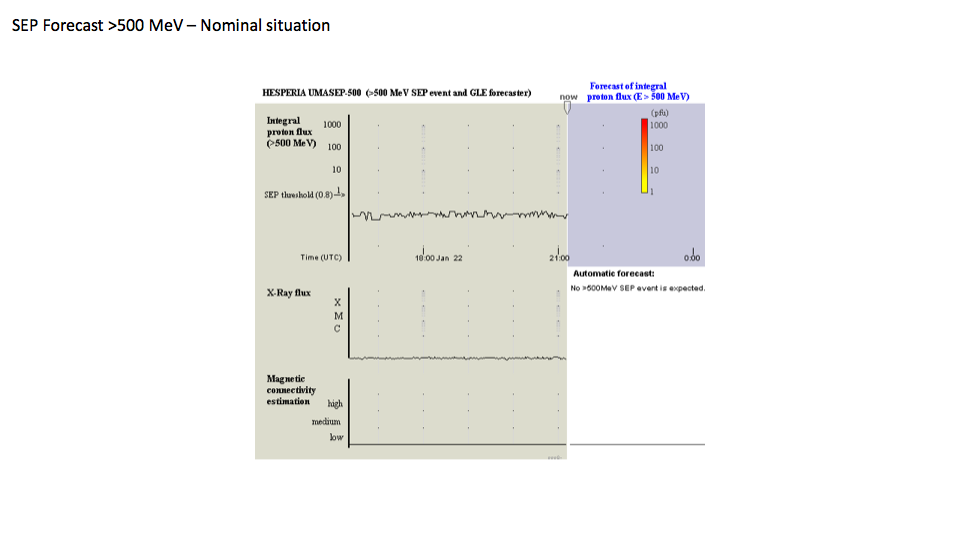 SEP Forecast >500 MeV – Nominal situation
HESPERIA UMASEP-500 (>500 MeV SEP event and GLE forecaster)
now
Forecast of integral
proton flux (E > 500 MeV)
Integral
proton flux
(>500 MeV)
1000
100
10
SEP threshold (0.8)
1
(pfu)
1000
100
10
1
Time (UTC)
18:00 Jan 22
21:00
0:00
Automatic forecast:
No >500MeV SEP event is expected.
X-Ray flux
X
M
C
Magnetic
connectivity
estimation
high
medium
low